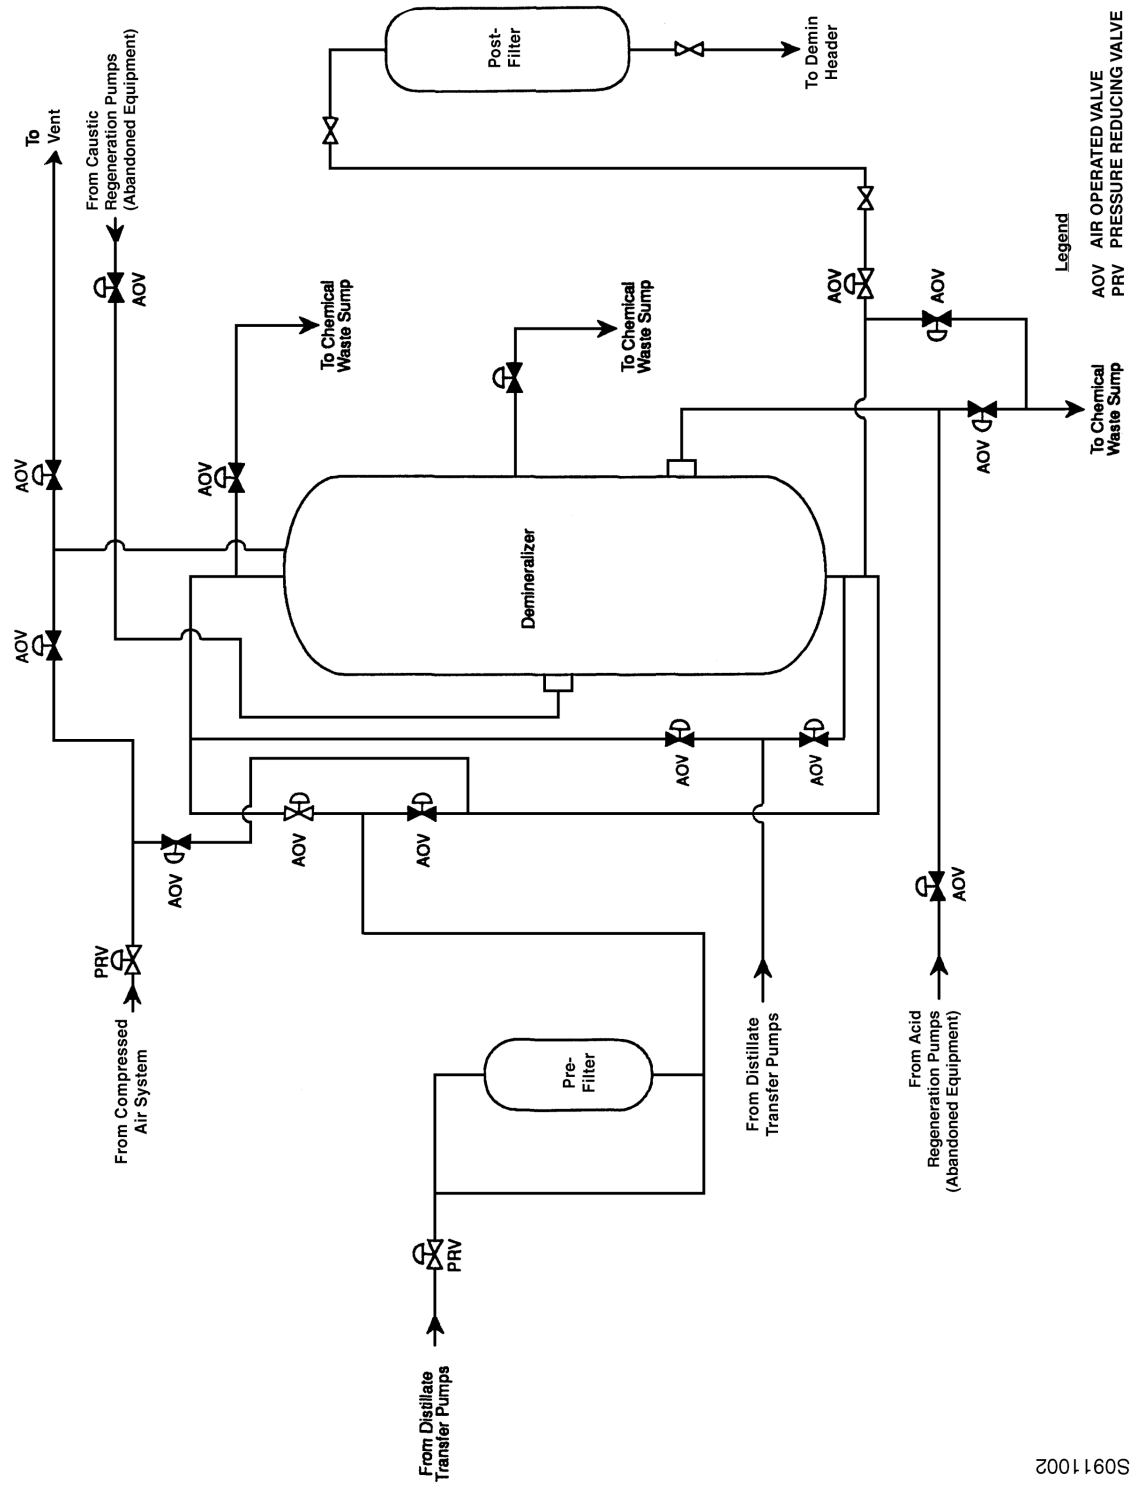 To
Vent
From Caustic
Regeneration Pumps
(Abandoned Equipment)
Post-
Filter
To Demin
Header
AOV
AOV
AOV
AOV
To Chemical
Waste Sump
To Chemical
Waste Sump
AOV
AOV
AOV
To Chemical
Waste Sump
Demineralizer
AOV
AOV
AOV
AOV
AOV
PRV
From Compressed
Air System
Pre-
Filter
From Distillate
Transfer Pumps
AOV
From Acid
Regeneration Pumps
(Abandoned Equipment)
PRV
From Distillate
Transfer Pumps
Legend
AOV AIR OPERATED VALVE
PRV PRESSURE REDUCING VALVE
S0911002